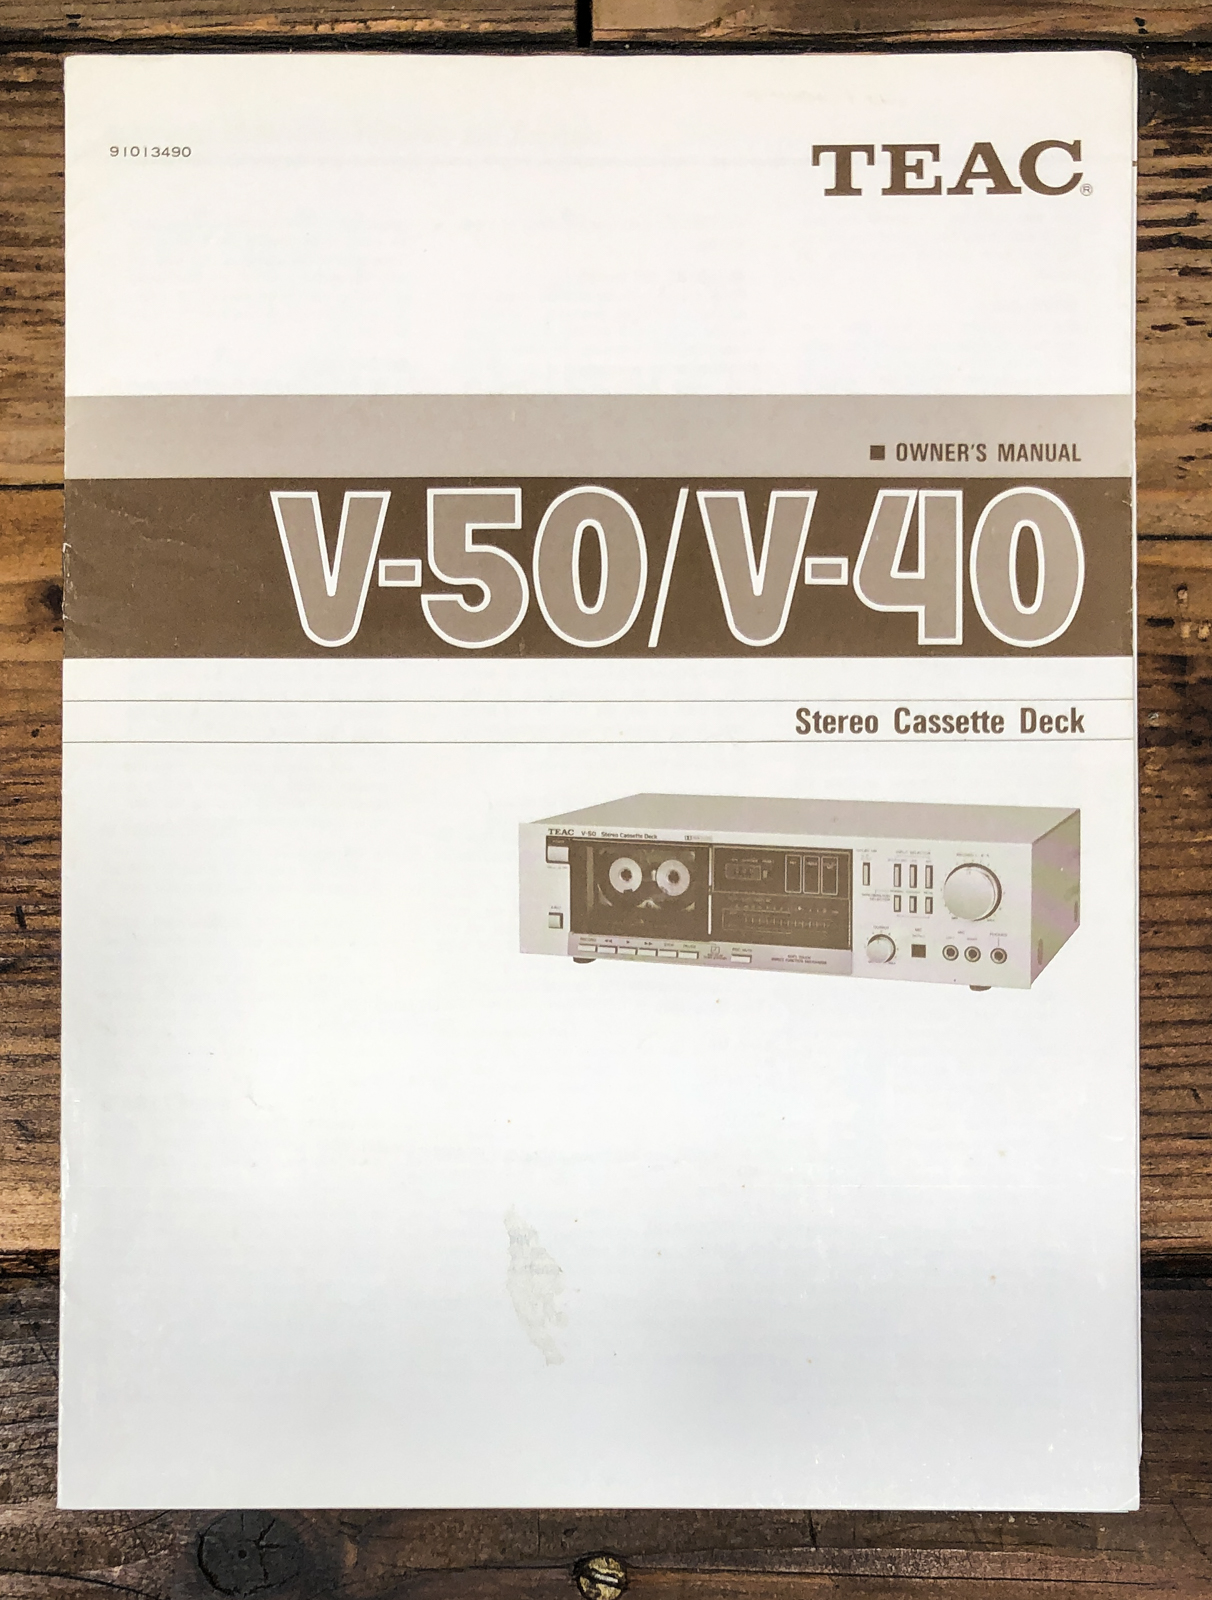 91013490
TEAC®
■ OWNER'S MANUAL
V-50/V-40
Stereo Cassette Deck
TEAC V-50 Stereo Cassette Deck